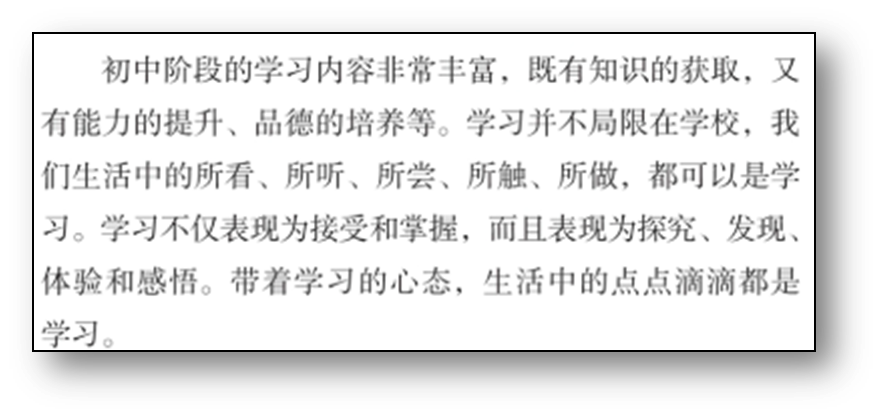 初中阶段的学习内容非常丰富，既有知识的获取，又
有能力的提升、品德的培养等。学习并不局限在学校，我
们生活中的所看、所听、所尝、所触、所做，都可以是学
习。学习不仅表现为接受和掌握，而且表现为探究、发现、
体验和感悟。带着学习的心态，生活中的点点滴滴都是
学习。